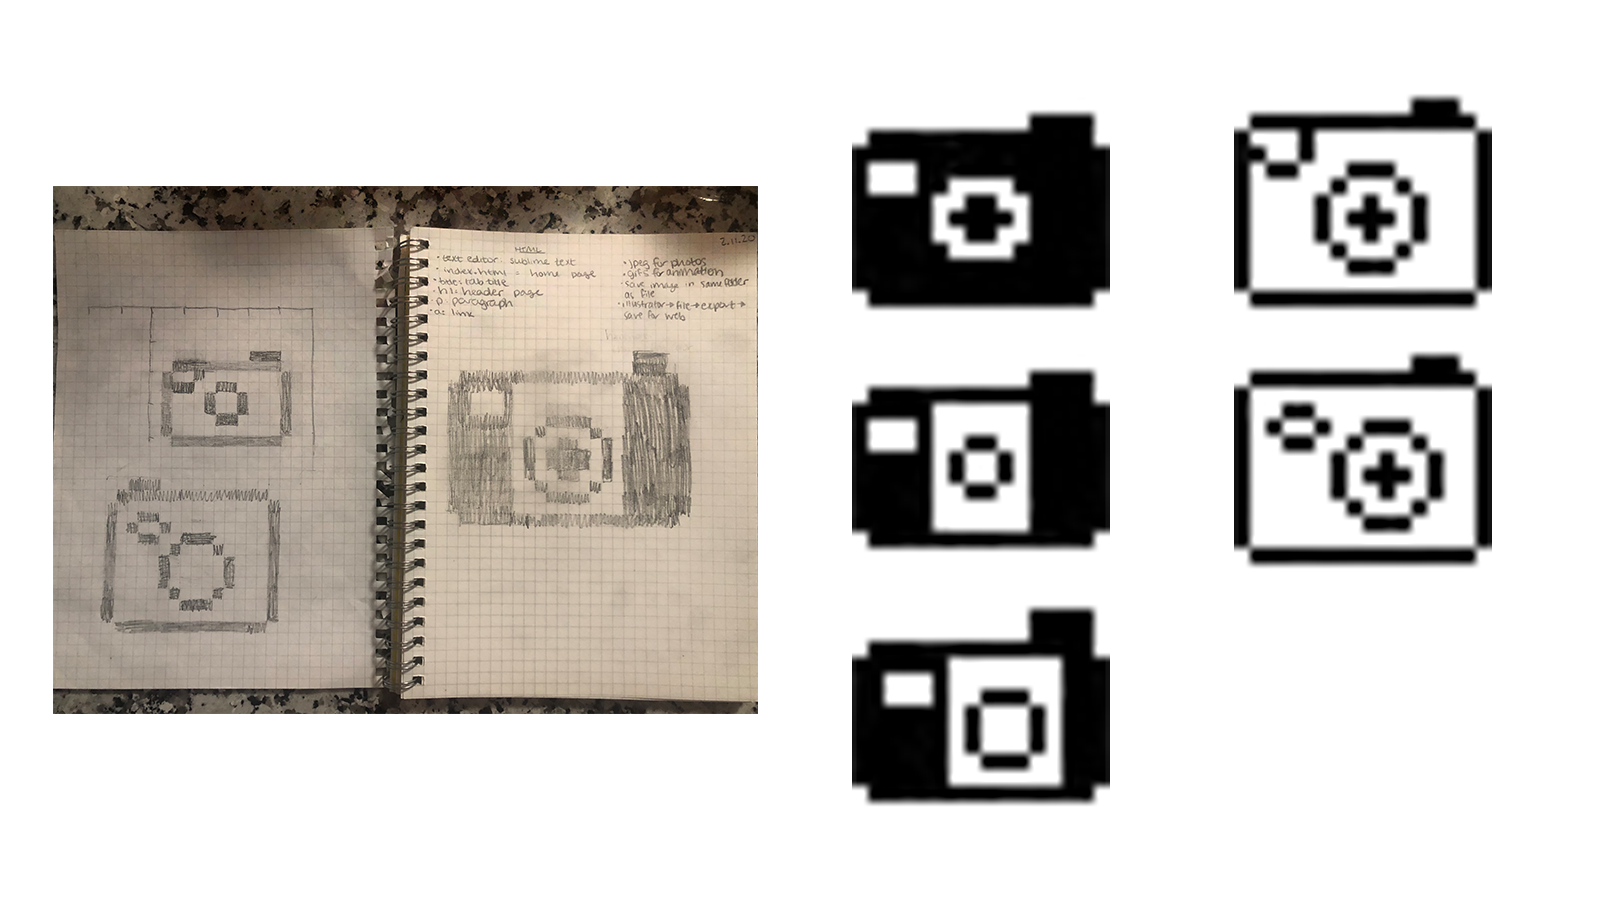 2.11.20
HTML
• text editor: sublime text
• index.html = home page
• title: tab title
• h1: header page
• p: paragraph
• a: link
• jpeg for photos
• gifs for animation
• save image in same folder
as file
• illustrator → file → export →
save for web